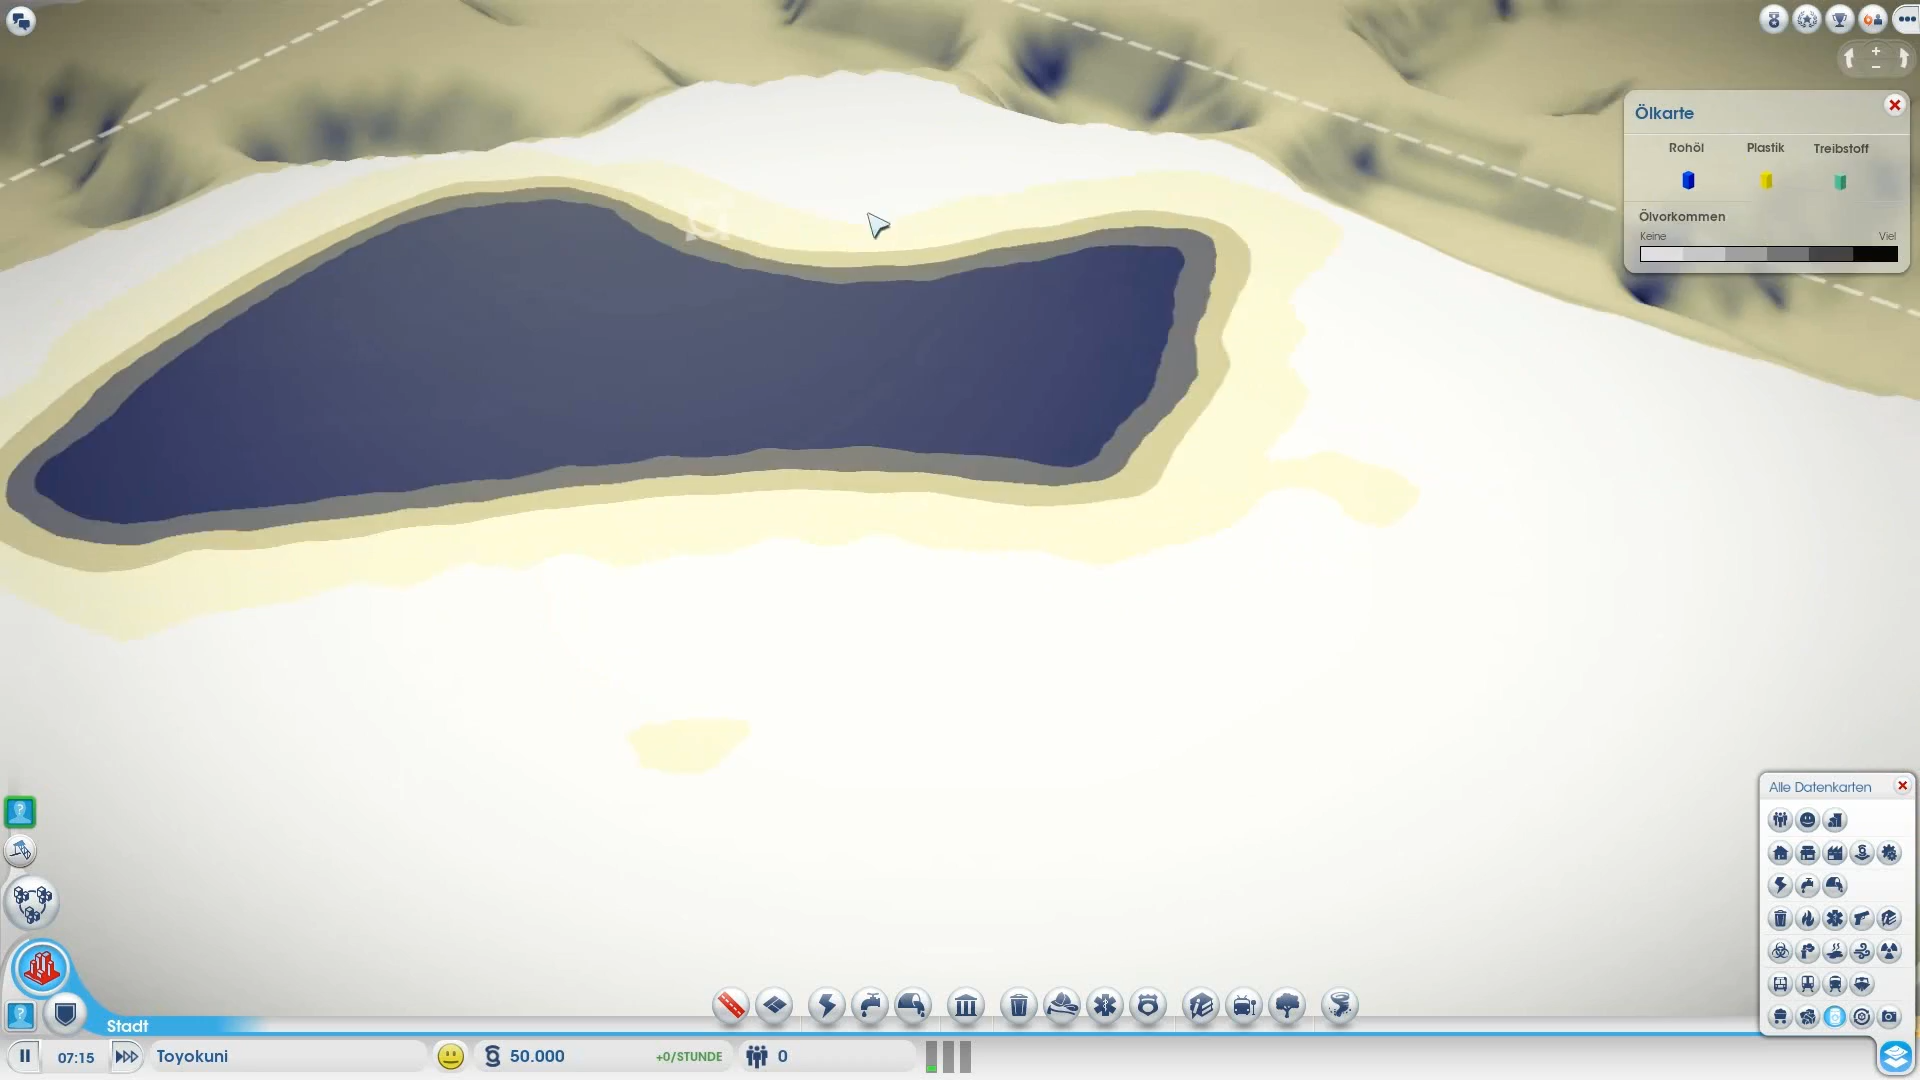 Ölkarte
Rohöl Plastik Treibstoff
Ölvorkommen
Keine Viel
Alle Datenkarten
Stadt
07:15 Toyokuni 50.000 +0/STUNDE 0